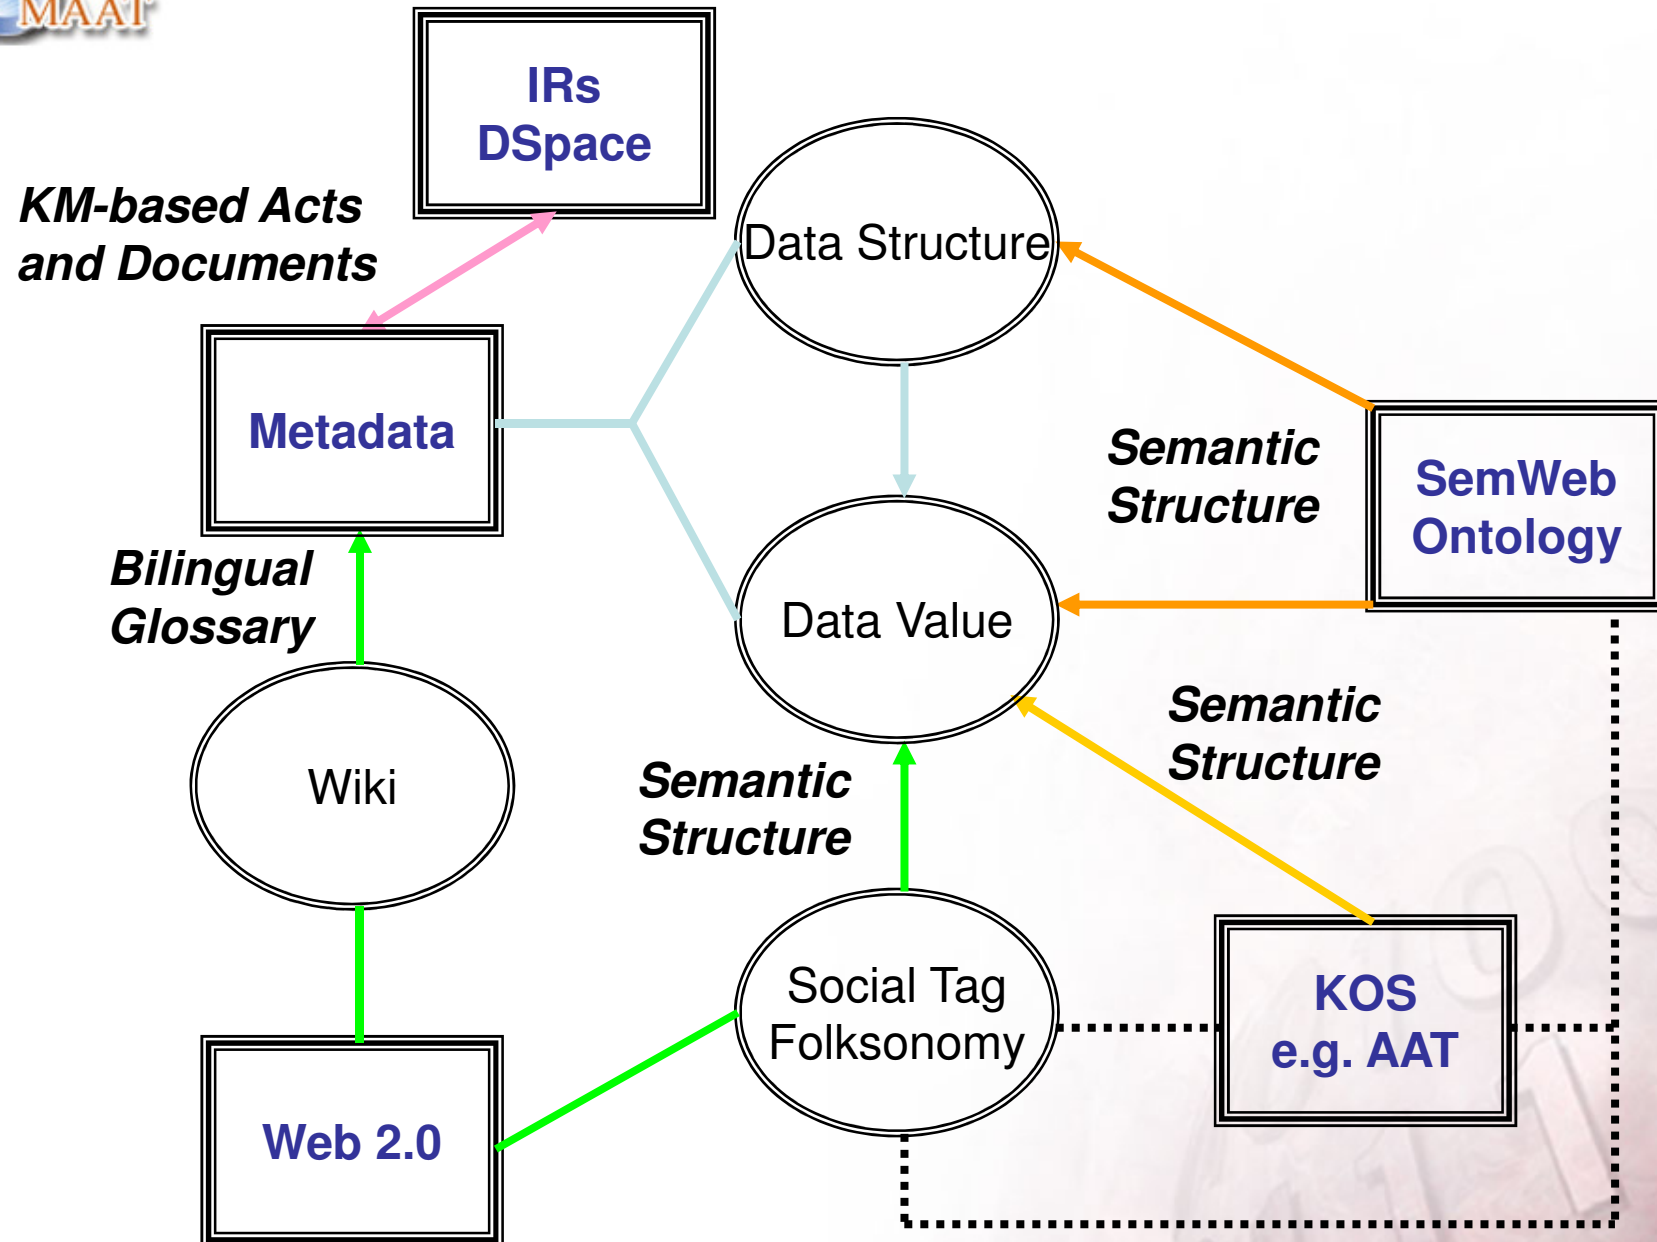 MAAT
IRs
DSpace
KM-based Acts
and Documents
Data Structure
Metadata
Semantic
Structure
SemWeb
Ontology
Bilingual
Glossary
Data Value
Semantic
Structure
Wiki
Semantic
Structure
Social Tag
Folksonomy
KOS
e.g. AAT
Web 2.0